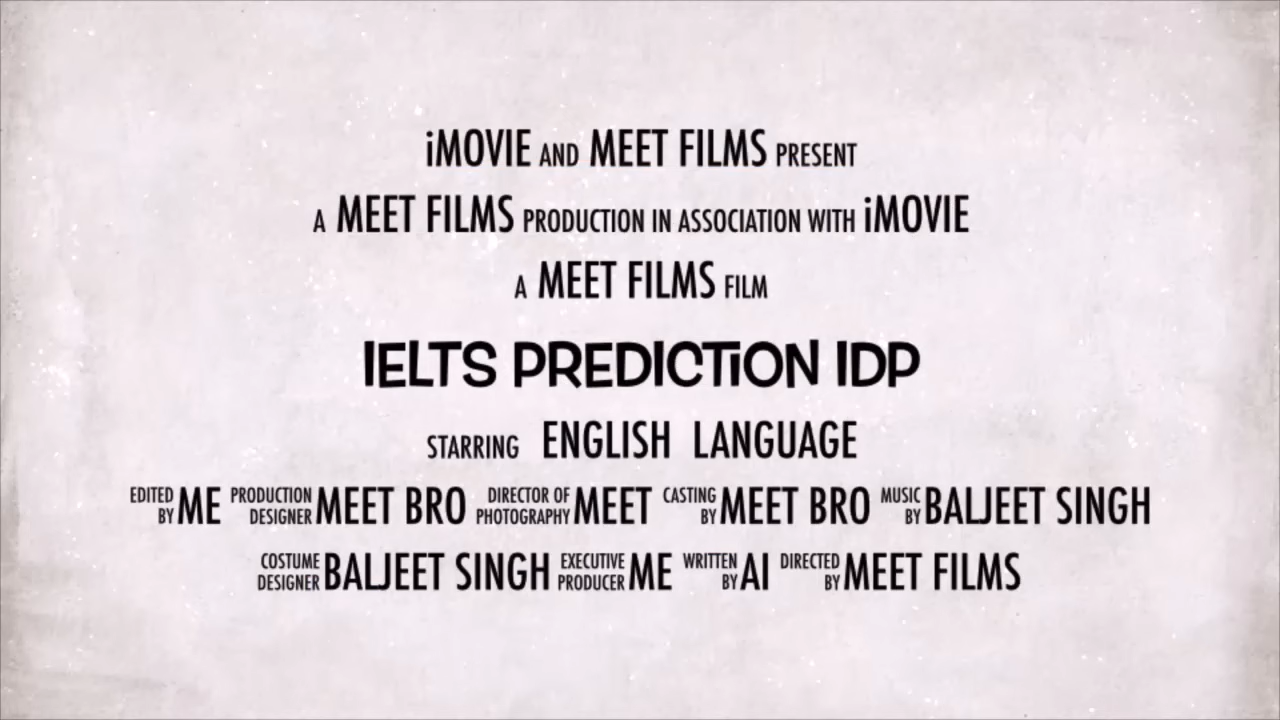 iMOVIE AND MEET FILMS PRESENT
A MEET FILMS PRODUCTION IN ASSOCIATION WITH iMOVIE
A MEET FILMS FILM
IELTS PREDICTiON IDP
STARRING ENGLISH LANGUAGE
EDITED BY ME PRODUCTION DESIGNER MEET BRO DIRECTOR OF PHOTOGRAPHY MEET CASTING BY MEET BRO MUSIC BY BALJEET SINGH
COSTUME DESIGNER BALJEET SINGH EXECUTIVE PRODUCER ME WRITTEN BY AI DIRECTED BY MEET FILMS